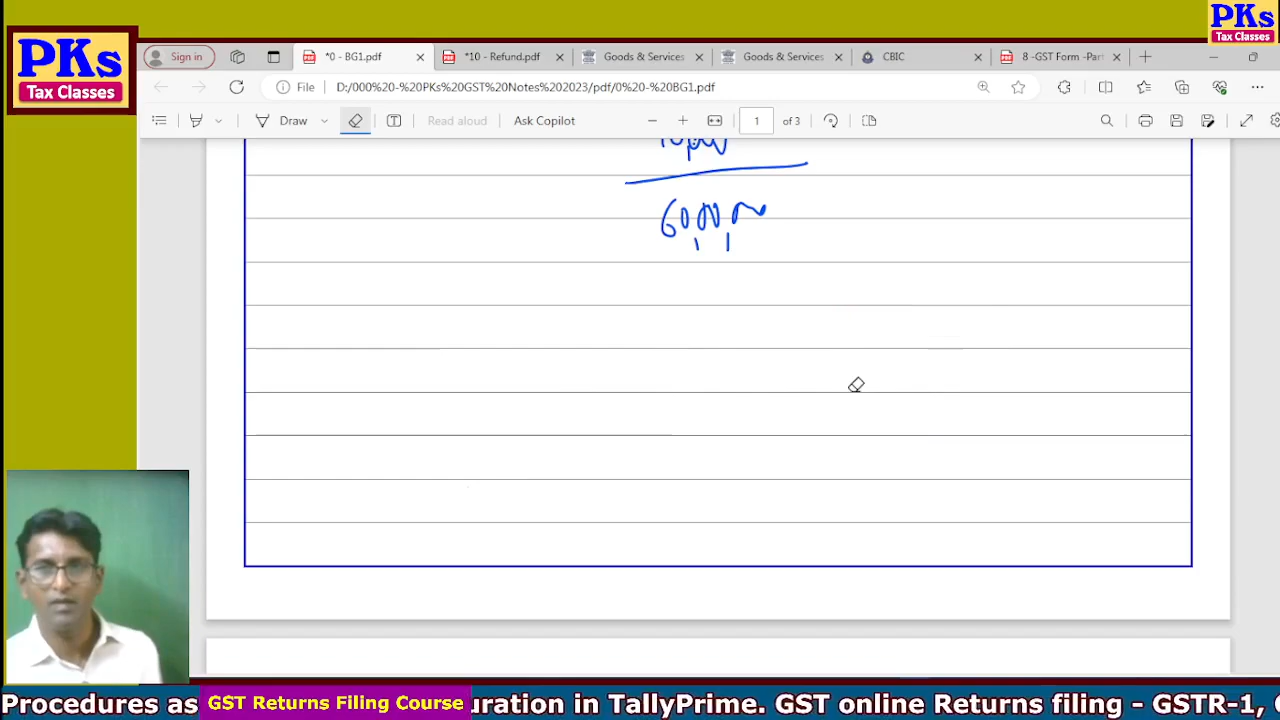 PKs
Tax Classes
PKs
Tax Classes
Sign in
*0 - BG1.pdf
*10 - Refund.pdf
Goods & Services
Goods & Services
CBIC
8 -GST Form -Part
File
D:/000%20-%20PKs%20GST%20Notes%202023/pdf/0%20-%20BG1.pdf
Draw
Read aloud
Ask Copilot
1
of 3
Procedures as
GST Returns Filing Course
uration in TallyPrime. GST online Returns filing - GSTR-1,